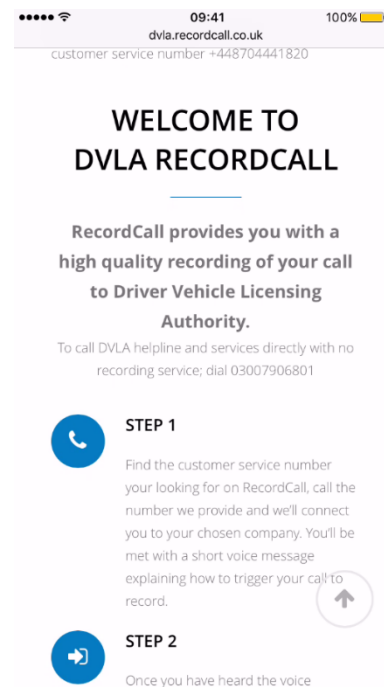 09:41
100%
dvla.recordcall.co.uk
customer service number +448704441820
WELCOME TO
DVLA RECORDCALL
RecordCall provides you with a
high quality recording of your call
to Driver Vehicle Licensing
Authority.
To call DVLA helpline and services directly with no
recording service; dial 03007906801
STEP 1
Find the customer service number
your looking for on RecordCall, call the
number we provide and we'll connect
you to your chosen company. You'll be
met with a short voice message
explaining how to trigger your call to
record.
STEP 2
Once you have heard the voice